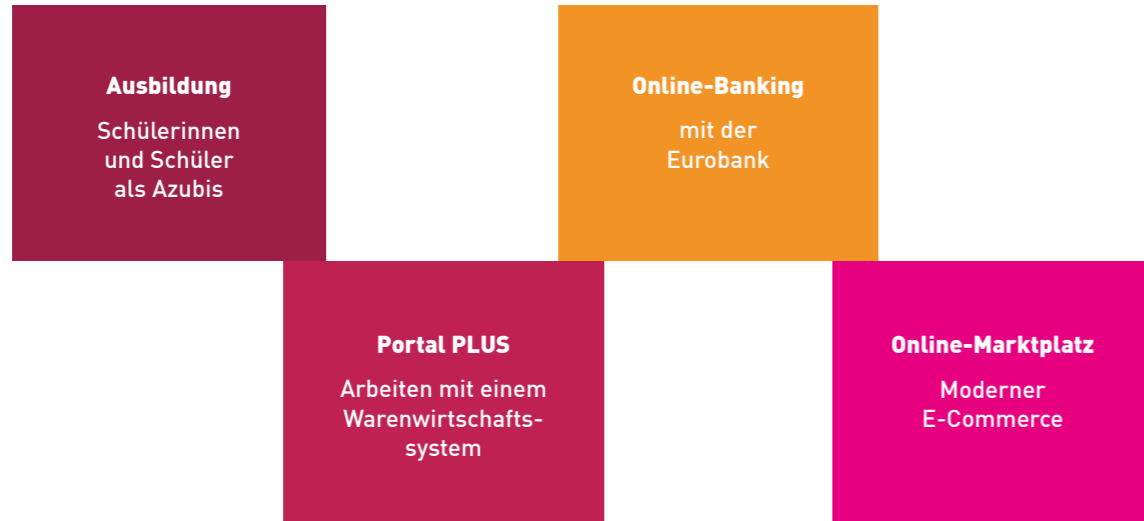 Ausbildung
Schülerinnen
und Schüler
als Azubis
Online-Banking
mit der
Eurobank
Portal PLUS
Arbeiten mit einem
Warenwirtschafts-
system
Online-Marktplatz
Moderner
E-Commerce